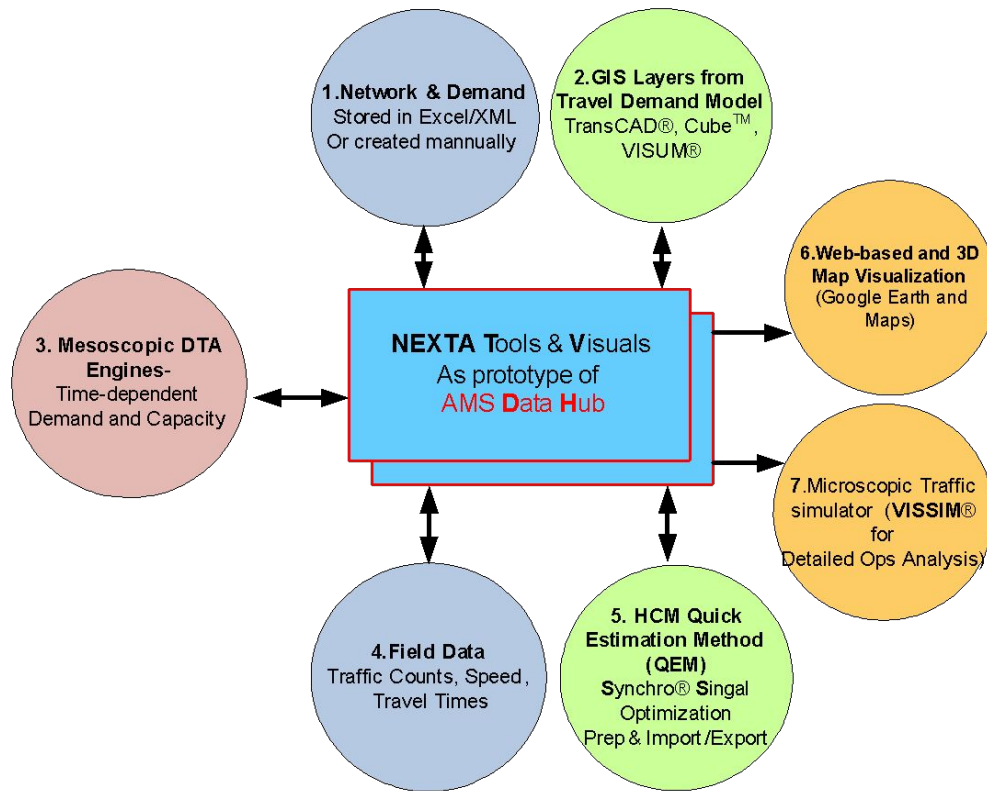 1.Network & Demand
Stored in Excel/XML
Or created mannually
2.GIS Layers from
Travel Demand Model
TransCAD®, Cube™,
VISUM®
6.Web-based and 3D
Map Visualization
(Google Earth and
Maps)
NEXTA Tools & Visuals
As prototype of
AMS Data Hub
3. Mesoscopic DTA
Engines-
Time-dependent
Demand and Capacity
7.Microscopic Traffic
simulator (VISSIM®
for
Detailed Ops Analysis)
4.Field Data
Traffic Counts, Speed,
Travel Times
5. HCM Quick
Estimation Method
(QEM)
Synchro® Singal
Optimization
Prep & Import/Export